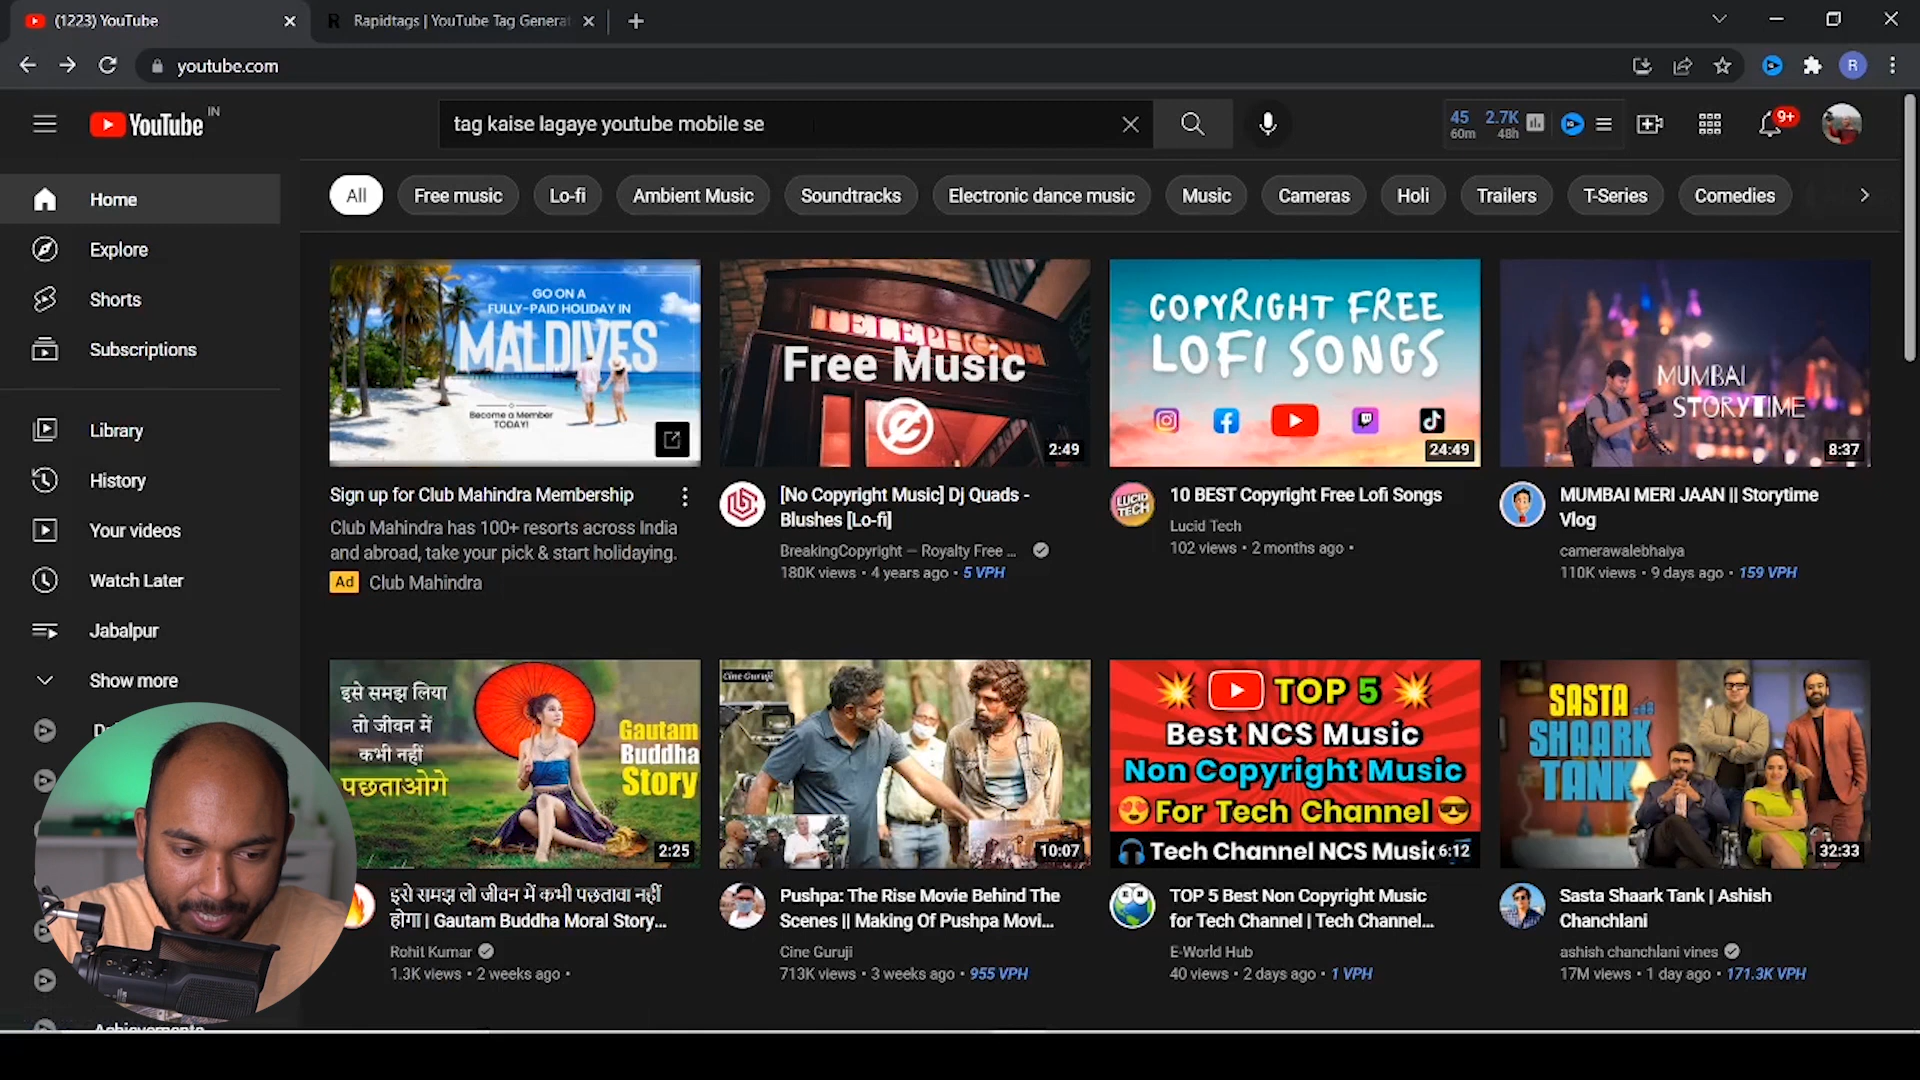 (1223) YouTube
R Rapidtags | YouTube Tag Generat
youtube.com
R
YouTube IN
tag kaise lagaye youtube mobile se
45 2.7K
60m 48h
9+
All Free music Lo-fi Ambient Music Soundtracks Electronic dance music Music Cameras Holi Trailers T-Series Comedies
Home
Explore
Shorts
Subscriptions
Library
History
Your videos
Watch Later
Jabalpur
Show more
GO ON A
FULLY-PAID HOLIDAY IN
MALDIVES
Become a Member
TODAY!
Sign up for Club Mahindra Membership
Club Mahindra has 100+ resorts across India
and abroad, take your pick & start holidaying.
Ad Club Mahindra
TELEPHONE
Free Music
2:49
[No Copyright Music] Dj Quads -
Blushes [Lo-fi]
BreakingCopyright — Royalty Free ...
180K views • 4 years ago • 5 VPH
COPYRIGHT FREE
LOFI SONGS
24:49
LUCID
TECH
10 BEST Copyright Free Lofi Songs
Lucid Tech
102 views • 2 months ago •
MUMBAI
STORYTIME
8:37
MUMBAI MERI JAAN || Storytime
Vlog
camerawalebhaiya
110K views • 9 days ago • 159 VPH
इसे समझ लिया
तो जीवन में
कभी नहीं
पछताओगे
Gautam
Buddha
Story
2:25
इसे समझ लो जीवन में कभी पछतावा नहीं
होगा | Gautam Buddha Moral Story...
Rohit Kumar
1.3K views • 2 weeks ago •
Cine Guruji
10:07
Pushpa: The Rise Movie Behind The
Scenes || Making Of Pushpa Movi...
Cine Guruji
713K views • 3 weeks ago • 955 VPH
TOP 5
Best NCS Music
Non Copyright Music
For Tech Channel
Tech Channel NCS Music
6:12
TOP 5 Best Non Copyright Music
for Tech Channel | Tech Channel...
E-World Hub
40 views • 2 days ago • 1 VPH
SASTA
SHAARK
TANK
32:33
Sasta Shaark Tank | Ashish
Chanchlani
ashish chanchlani vines
17M views • 1 day ago • 171.3K VPH